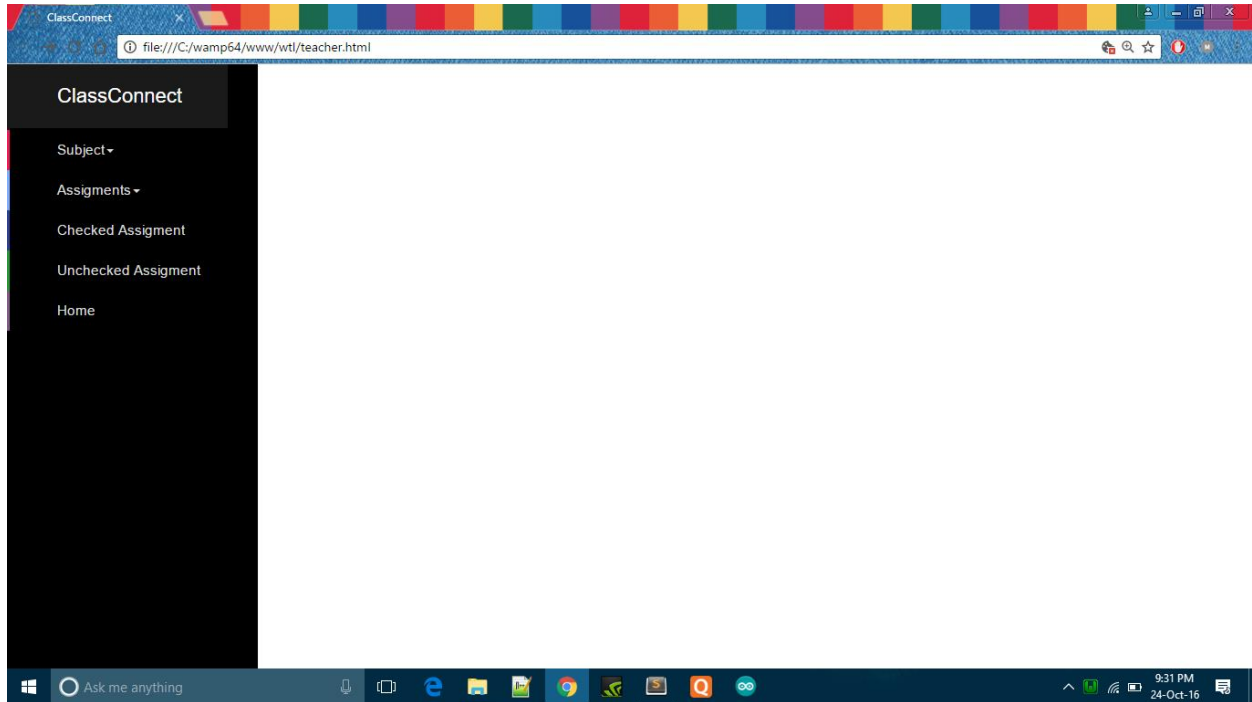 ClassConnect
file:///C:/wamp64/www/wtl/teacher.html
ClassConnect
Subject
Assigments
Checked Assigment
Unchecked Assigment
Home
Ask me anything
9:31 PM
24-Oct-16